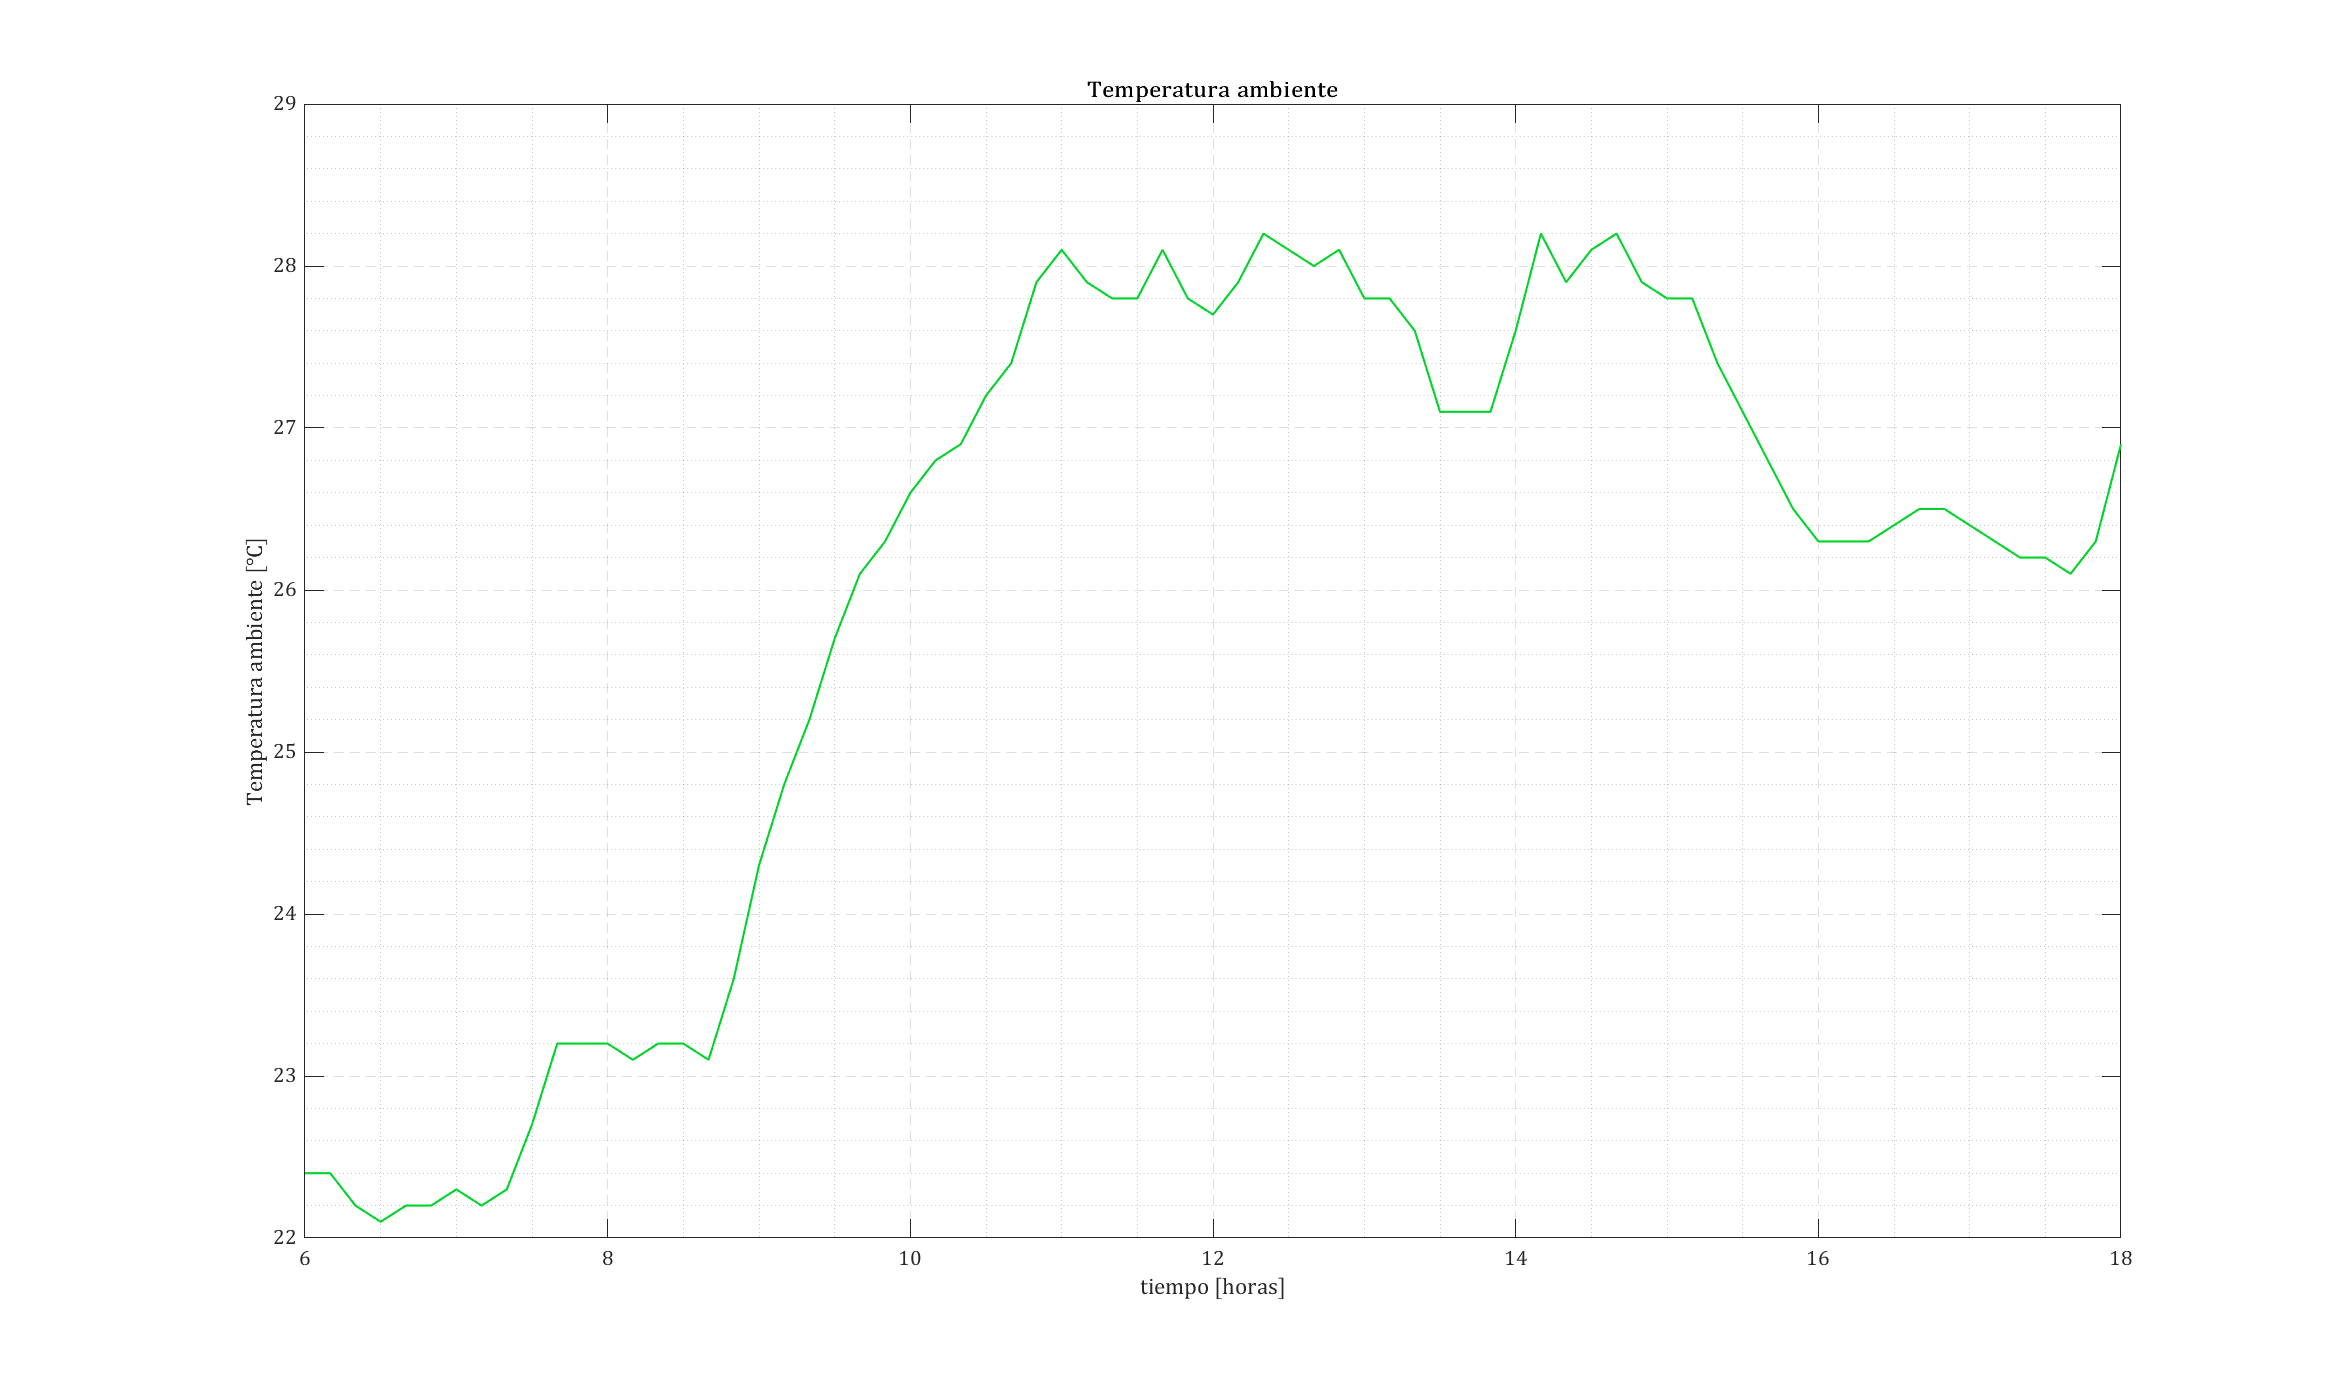 Temperatura ambiente
29
28
27
26
25
24
23
22
Temperatura ambiente [°C]
6 8 10 12 14 16 18
tiempo [horas]